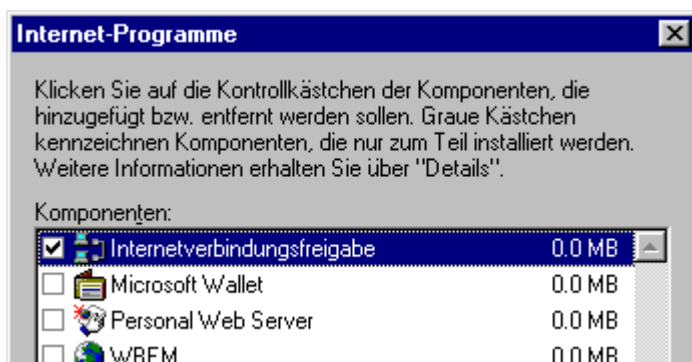 Internet-Programme
Klicken Sie auf die Kontrollkästchen der Komponenten, die
hinzugefügt bzw. entfernt werden sollen. Graue Kästchen
kennzeichnen Komponenten, die nur zum Teil installiert werden.
Weitere Informationen erhalten Sie über "Details".
Komponenten:
Internetverbindungsfreigabe 0.0 MB
Microsoft Wallet 0.0 MB
Personal Web Server 0.0 MB
WBEM 0.0 MB